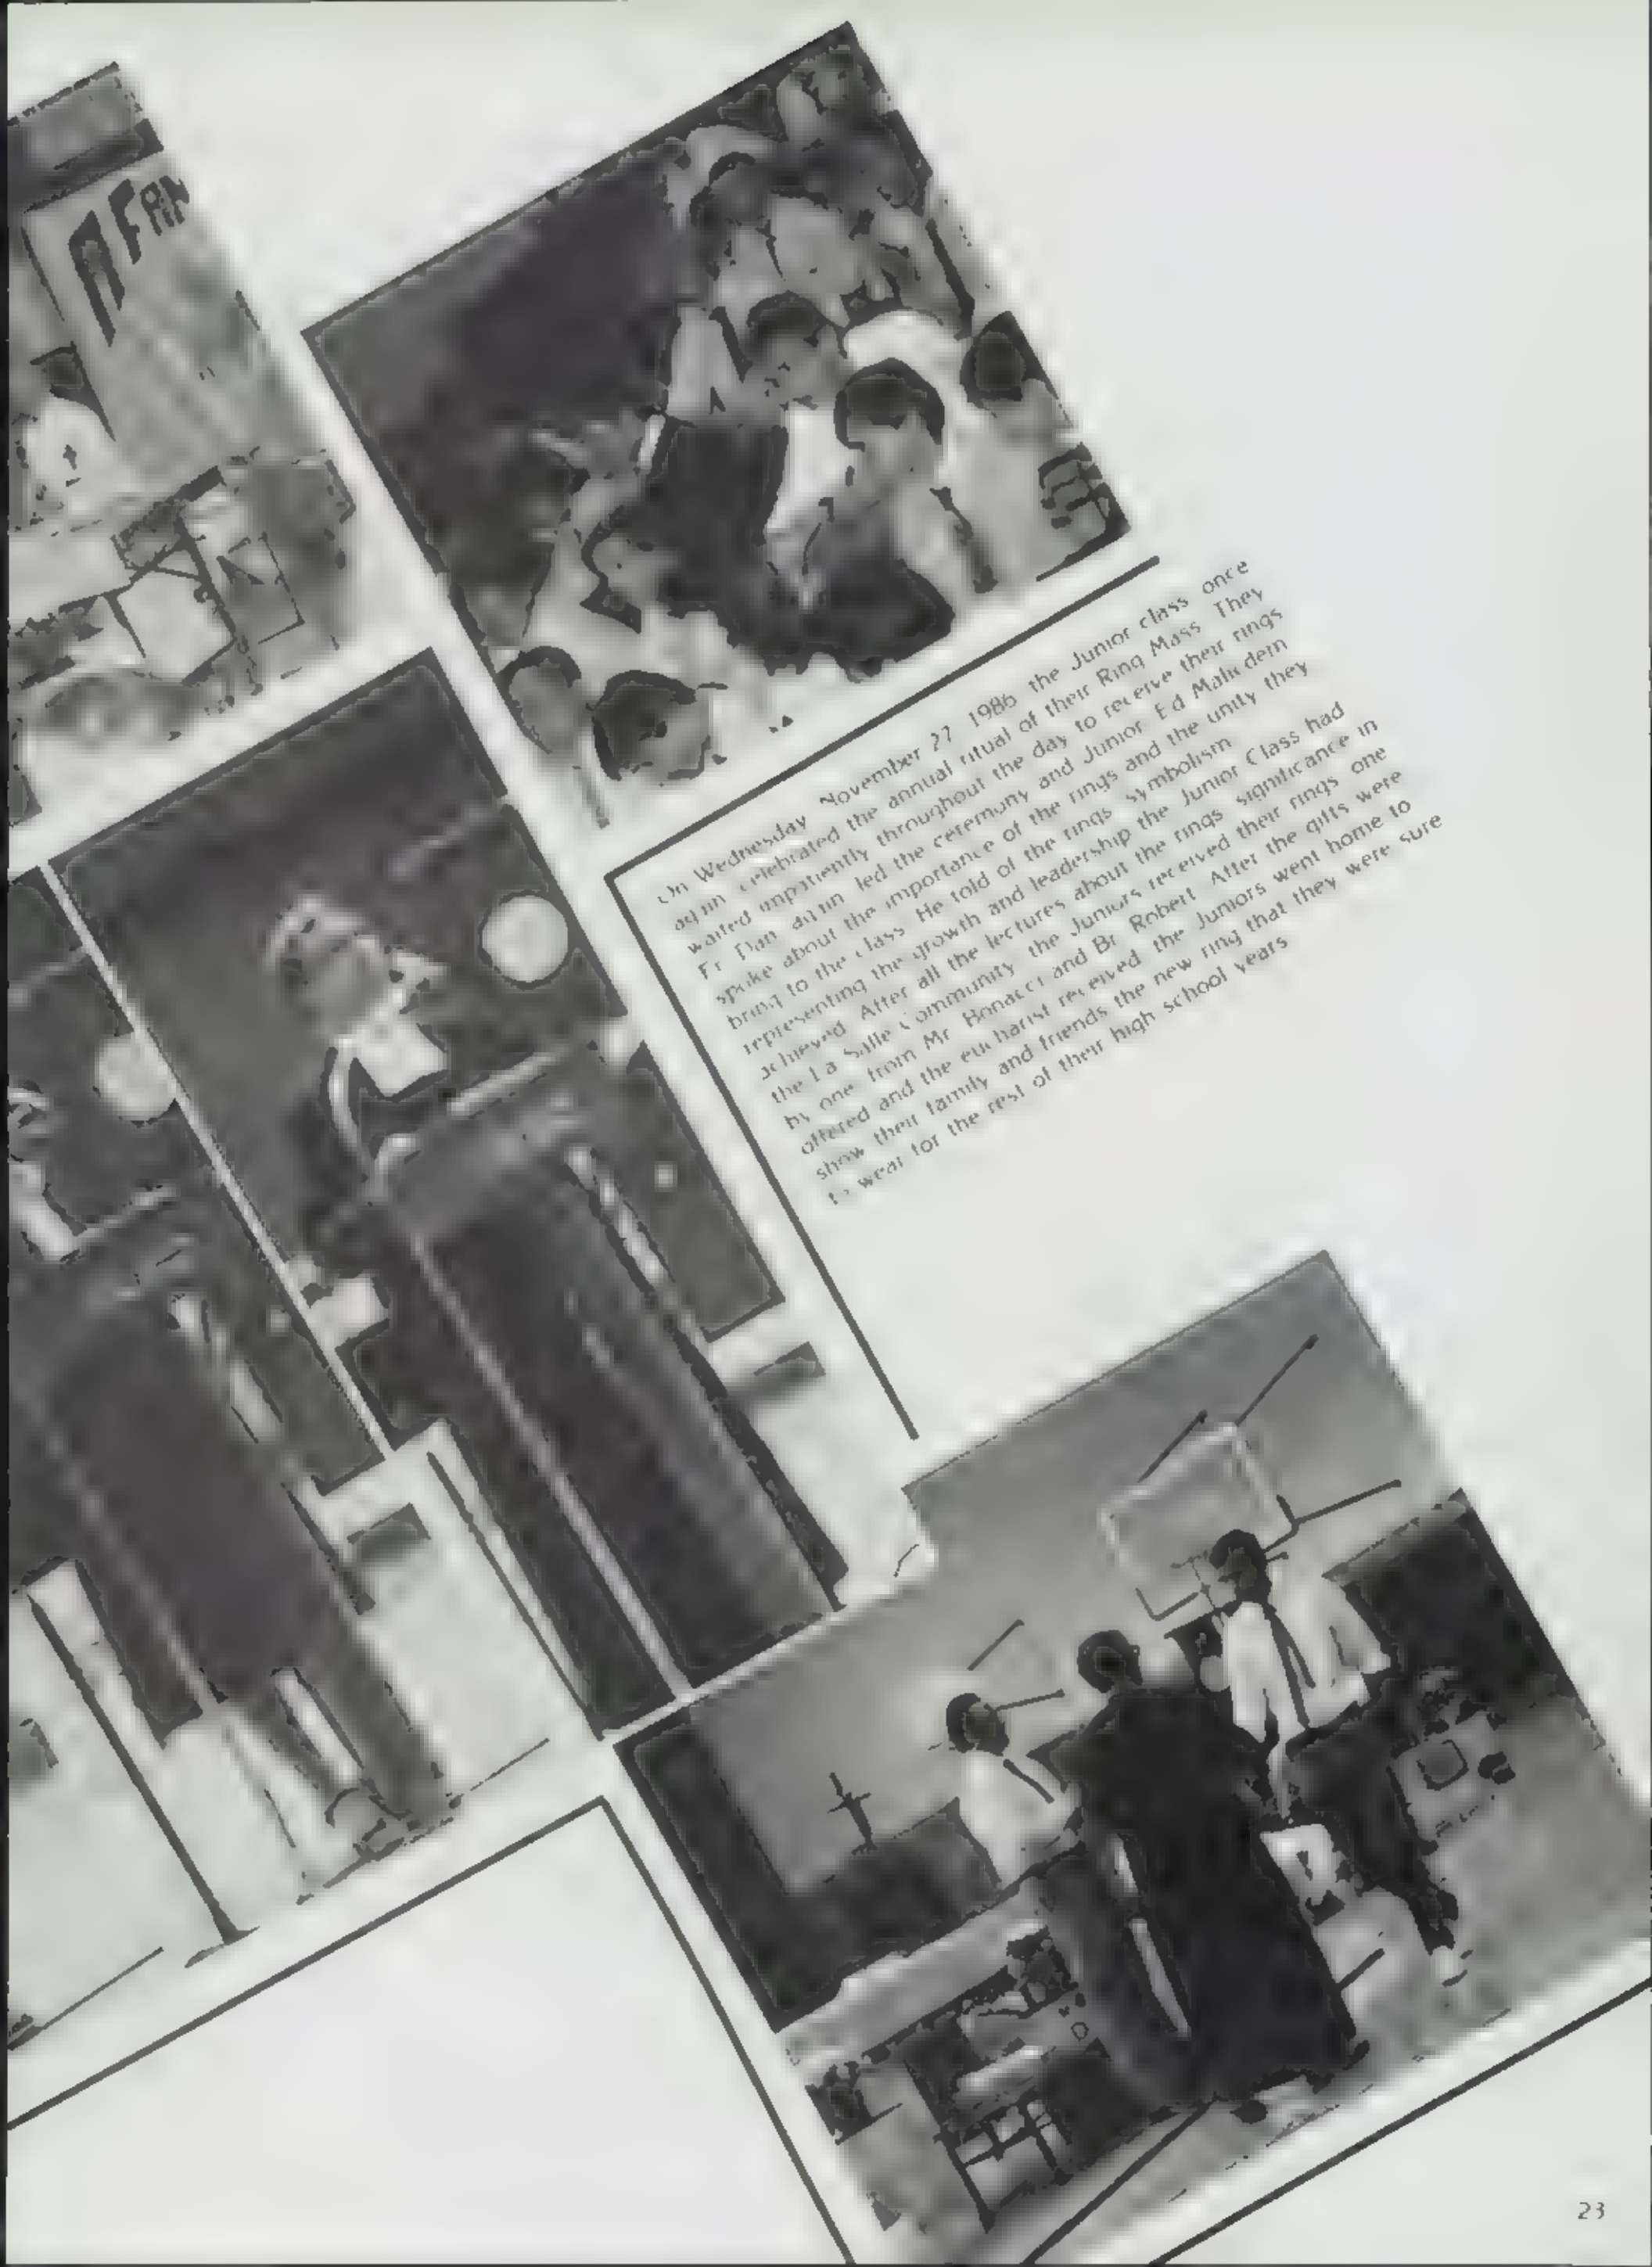 On Wednesday November 27 1986 the Junior class once
again celebrated the annual ritual of their Ring Mass They
waited impatiently throughout the day to receive their rings
Fr Dan again led the ceremony and Junior Ed Malicdem
spoke about the importance of the rings and the unity they
bring to the class He told of the rings symbolism
representing the growth and leadership the Junior Class had
achieved After all the lectures about the rings significance in
the La Salle Community the Juniors received their rings one
by one from Mr Bonacci and Br Robert After the gifts were
offered and the eucharist received the Juniors went home to
show their family and friends the new ring that they were sure
to wear for the rest of their high school years
23